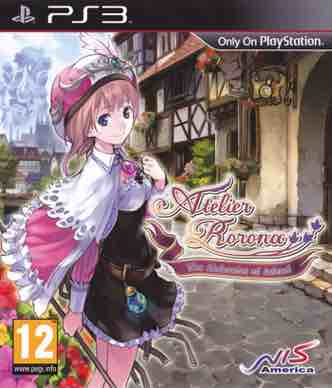 PS3
Only On PlayStation.
Atelier
Rorona
The Alchemist of Arland
12
www.pegi.info
NIS
America